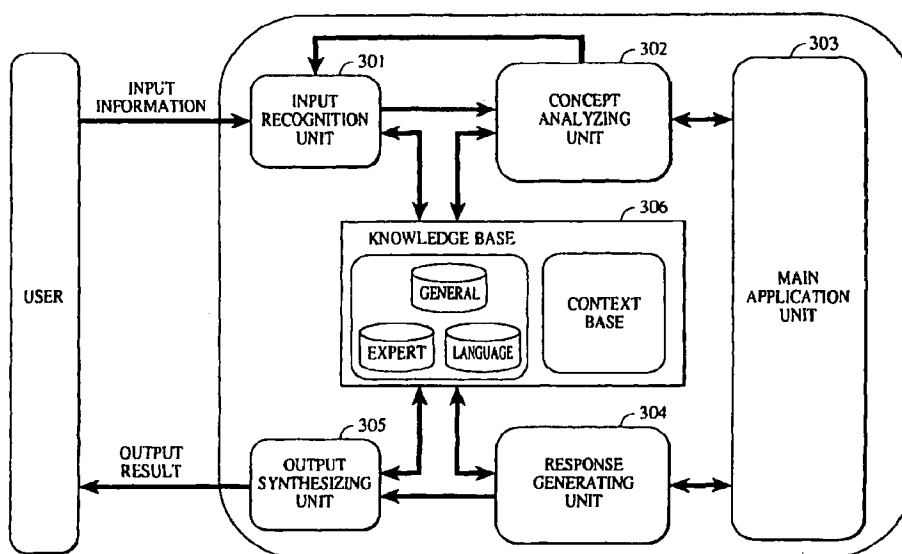 301
302
303
INPUT
INFORMATION
INPUT
RECOGNITION
UNIT
CONCEPT
ANALYZING
UNIT
306
KNOWLEDGE BASE
GENERAL
EXPERT
LANGUAGE
CONTEXT
BASE
USER
MAIN
APPLICATION
UNIT
305
304
OUTPUT
RESULT
OUTPUT
SYNTHESIZING
UNIT
RESPONSE
GENERATING
UNIT